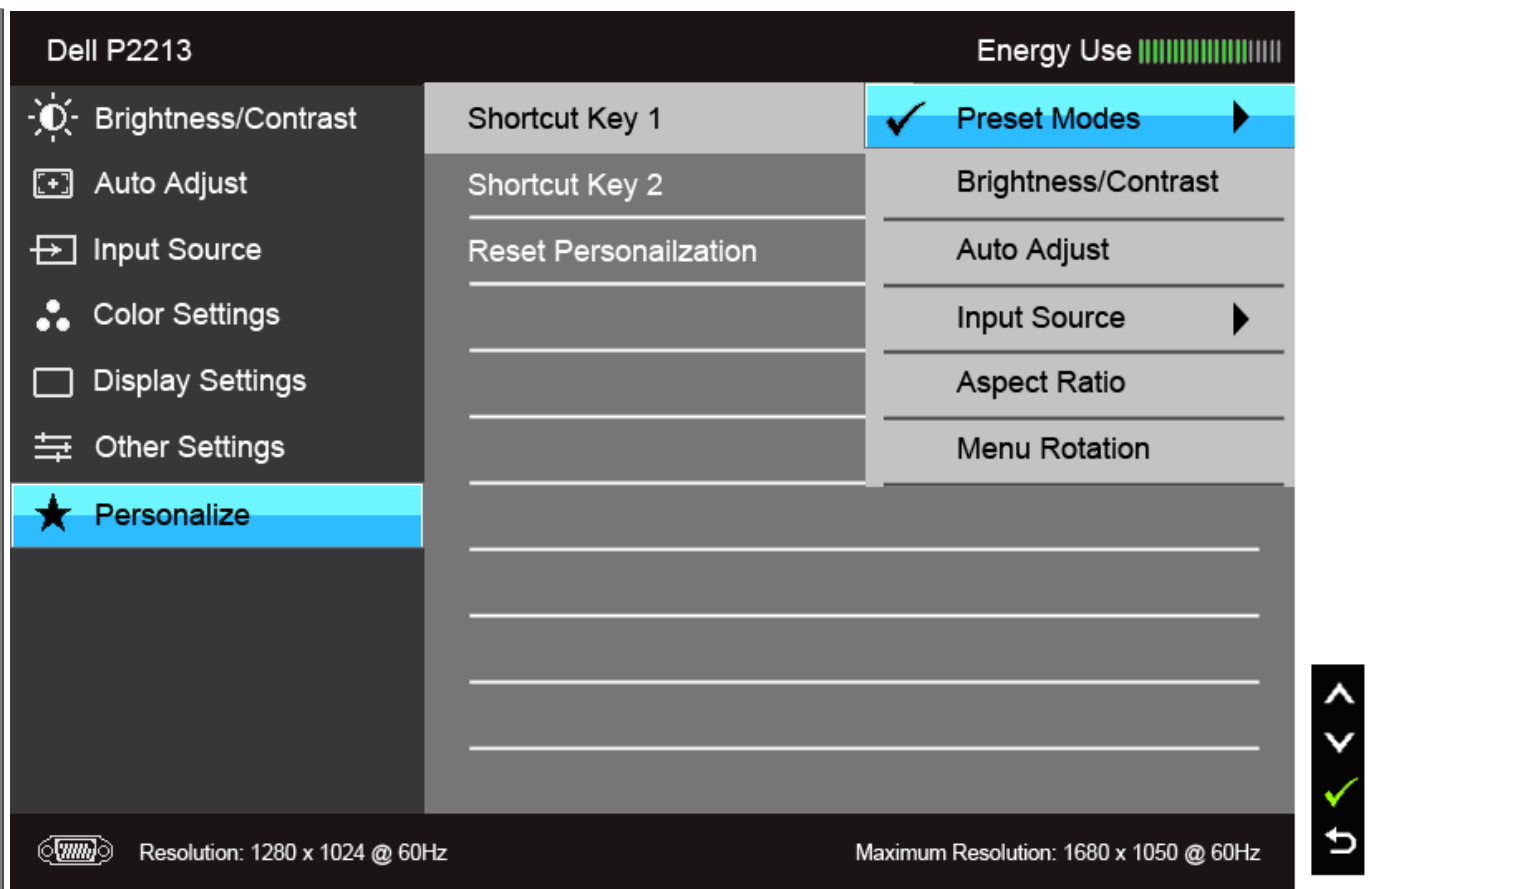 Dell P2213
Energy Use
Brightness/Contrast
Auto Adjust
Input Source
Color Settings
Display Settings
Other Settings
Personalize
Shortcut Key 1
Shortcut Key 2
Reset Personailzation
Preset Modes
Brightness/Contrast
Auto Adjust
Input Source
Aspect Ratio
Menu Rotation
Resolution: 1280 x 1024 @ 60Hz
Maximum Resolution: 1680 x 1050 @ 60Hz